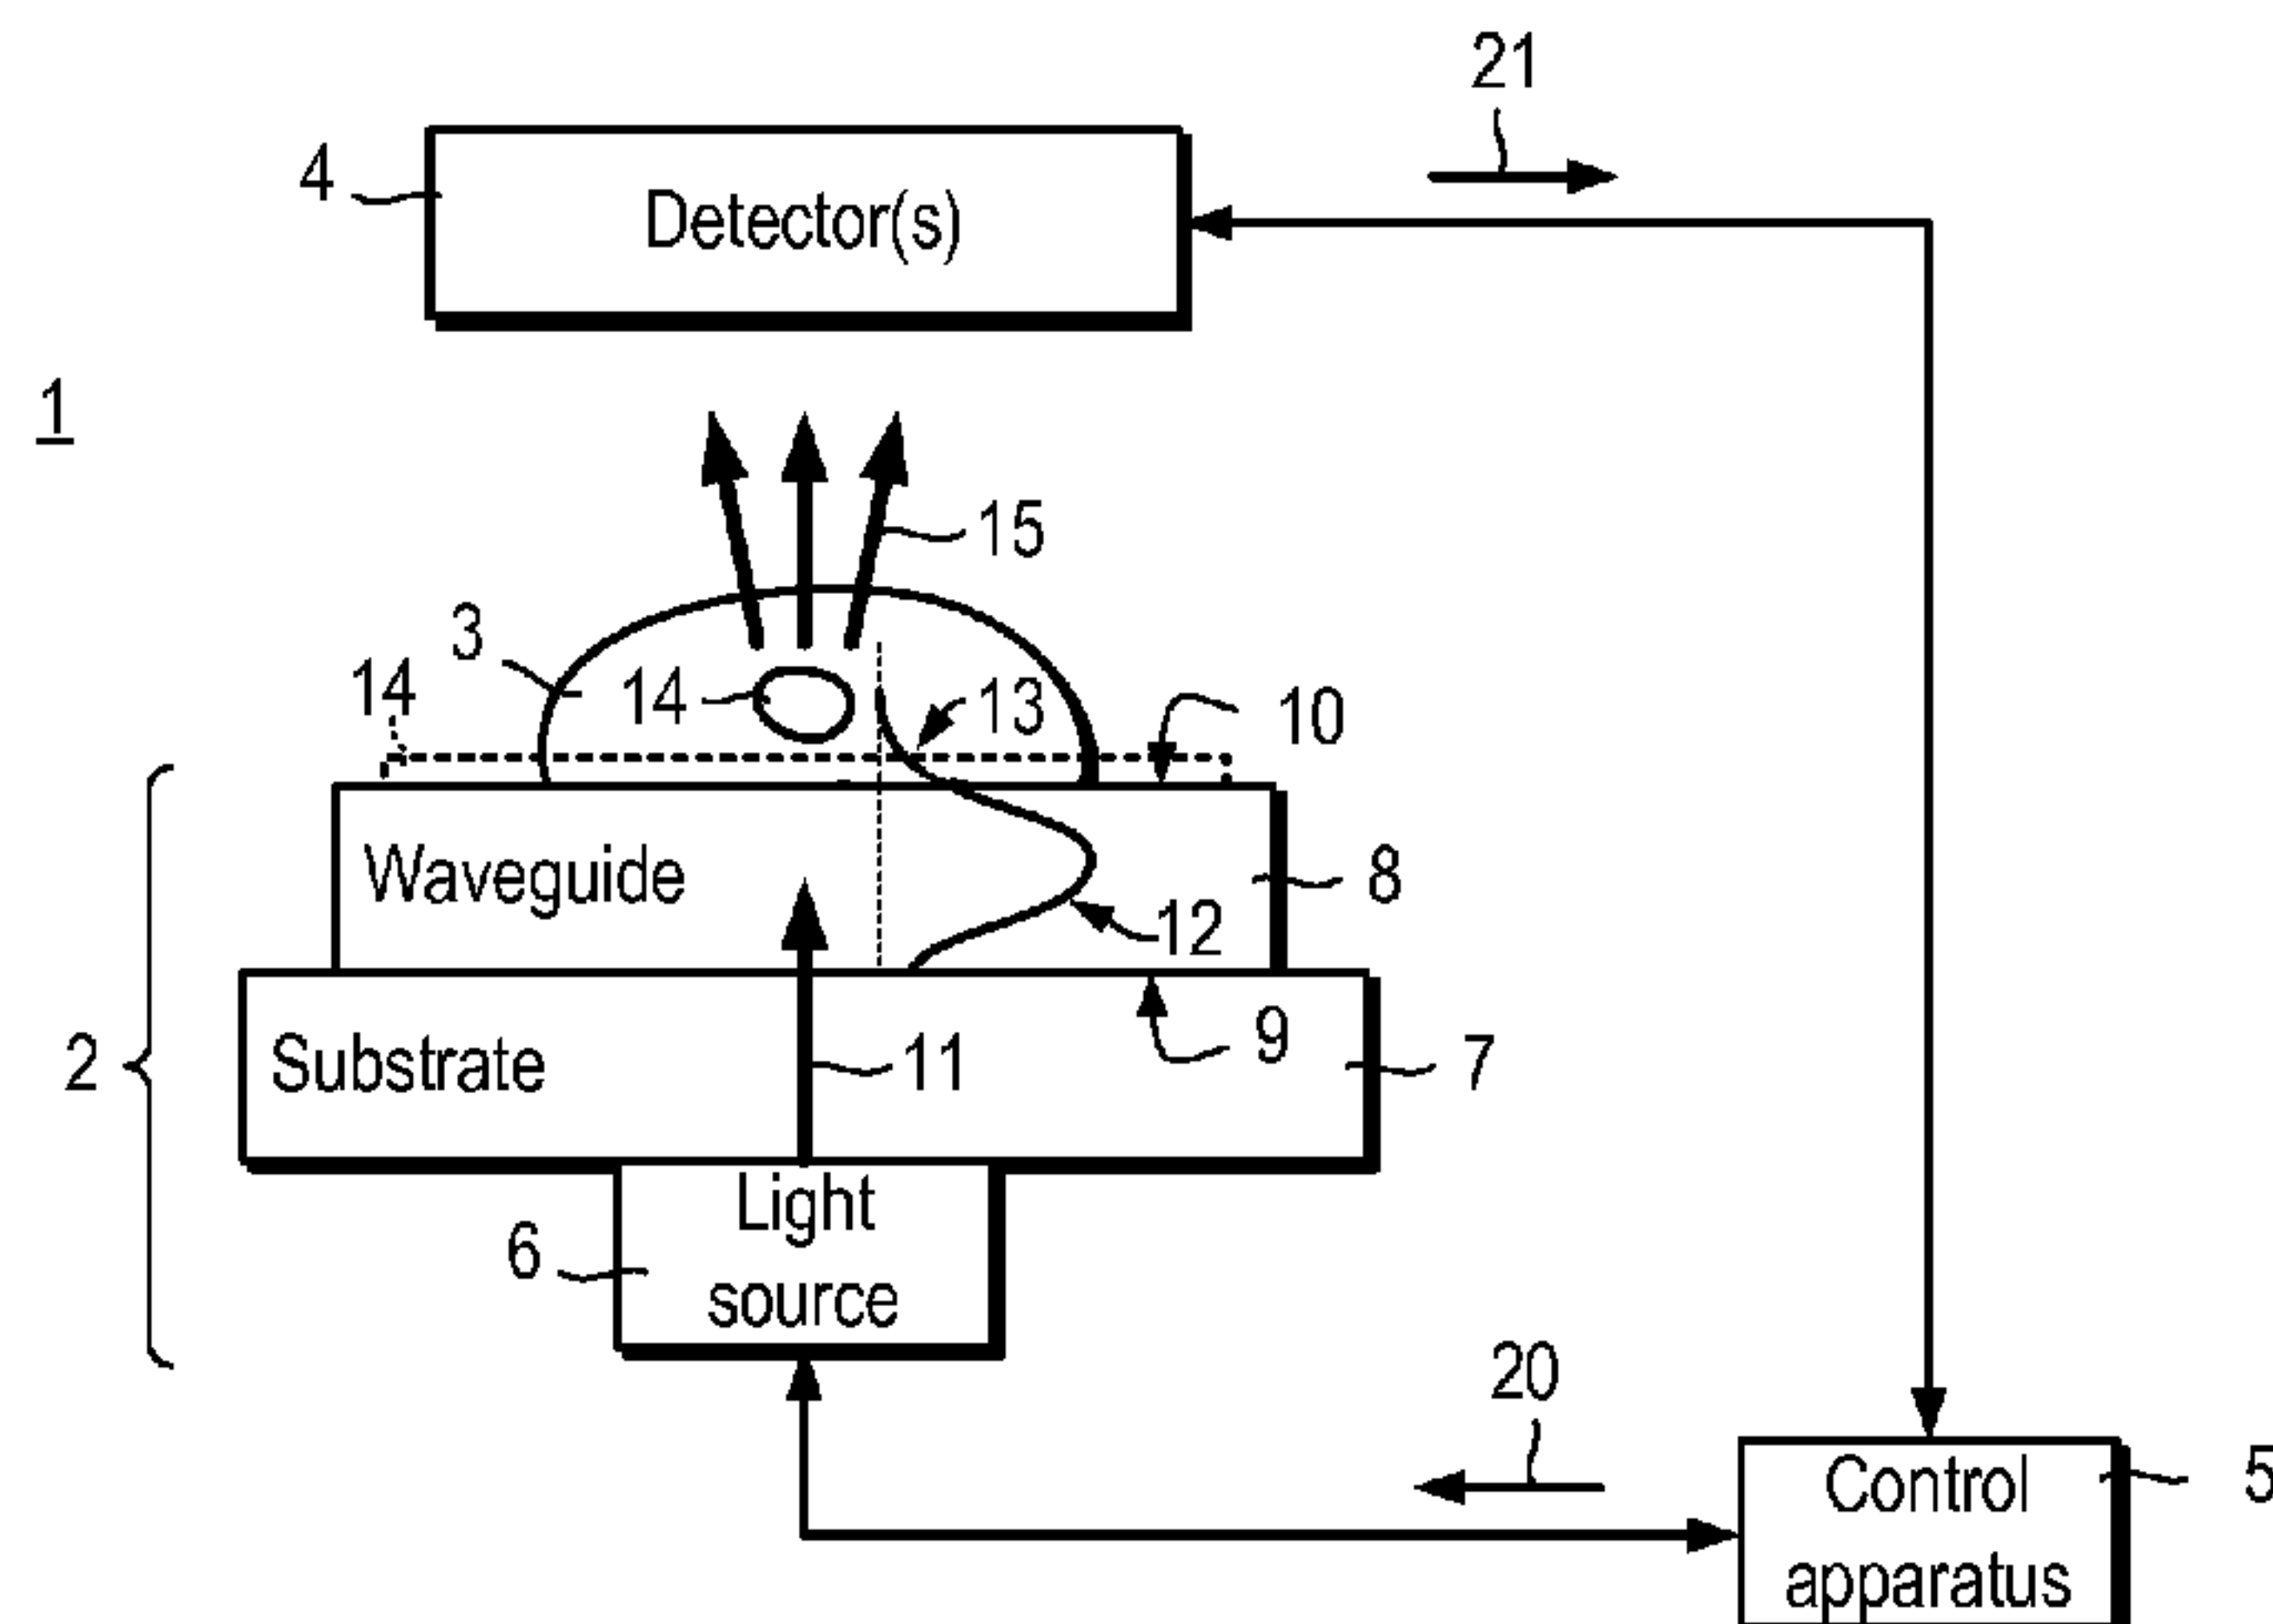 21
4
Detector(s)
1
15
3
14
14
13
10
Waveguide
8
12
2
Substrate
11
9
7
Light
source
6
20
Control
apparatus
5